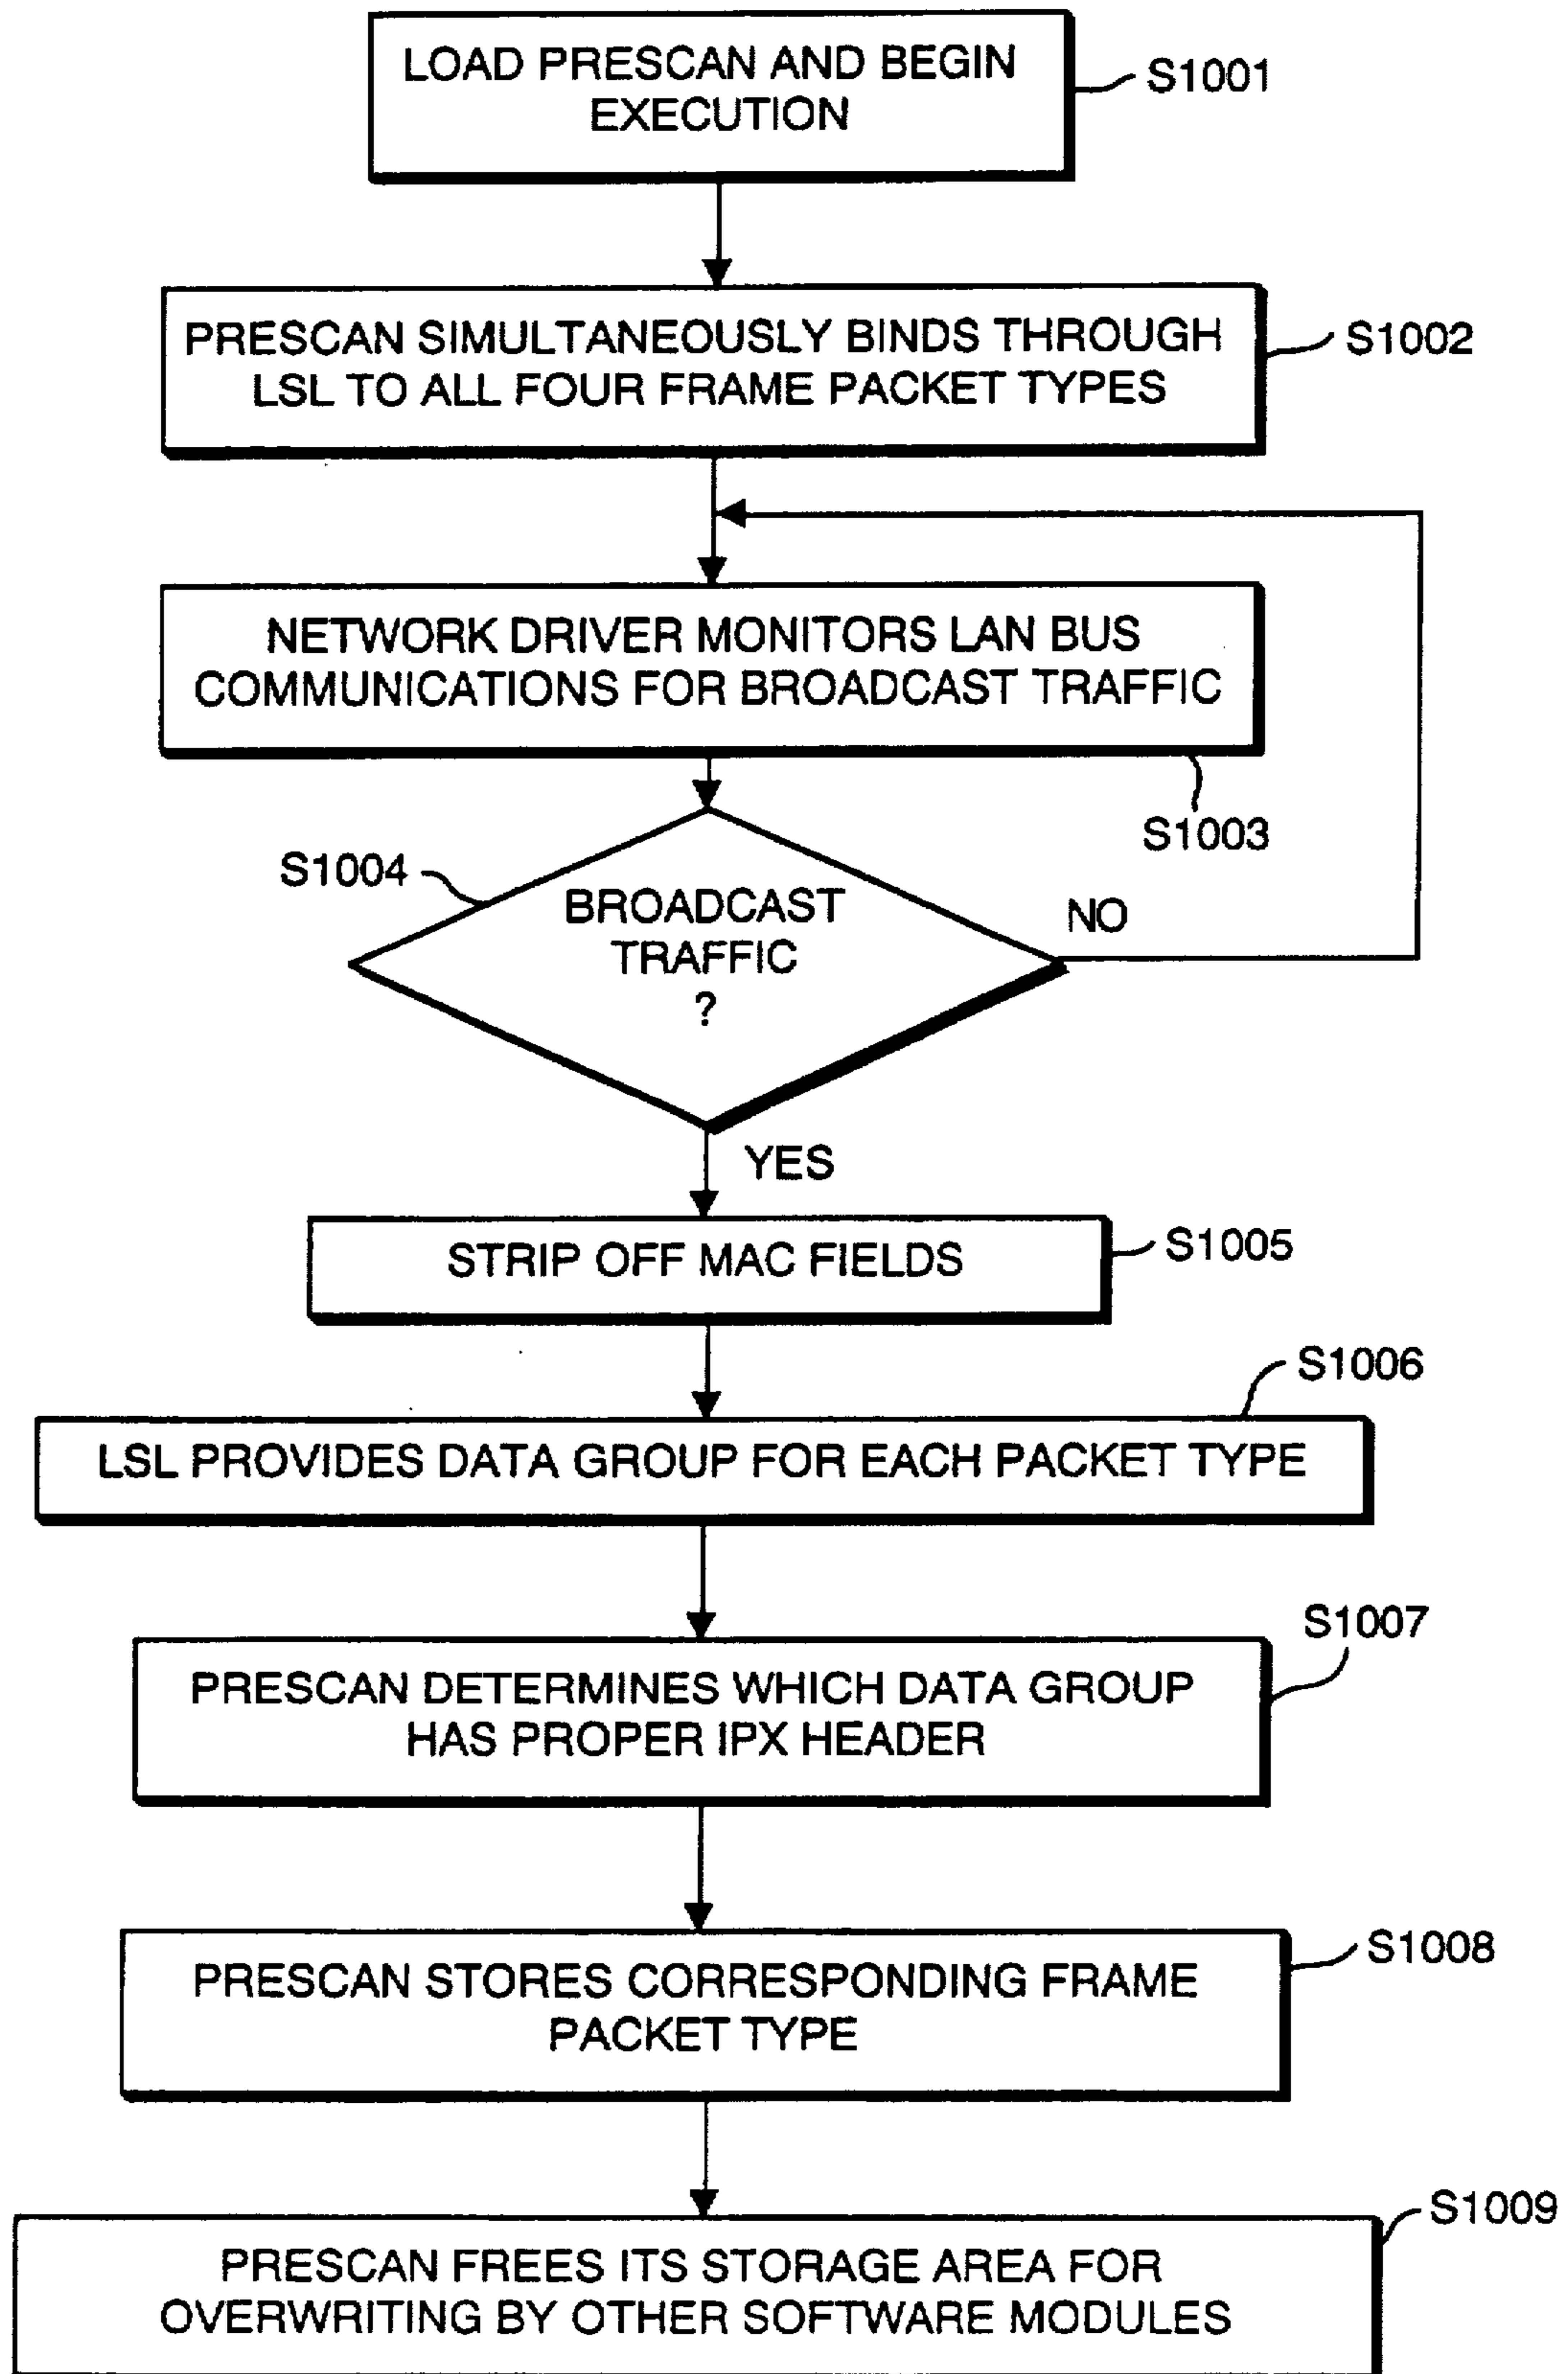 LOAD PRESCAN AND BEGIN
EXECUTION
S1001
PRESCAN SIMULTANEOUSLY BINDS THROUGH
LSL TO ALL FOUR FRAME PACKET TYPES
S1002
NETWORK DRIVER MONITORS LAN BUS
COMMUNICATIONS FOR BROADCAST TRAFFIC
S1003
S1004
BROADCAST
TRAFFIC
?
NO
YES
STRIP OFF MAC FIELDS
S1005
S1006
LSL PROVIDES DATA GROUP FOR EACH PACKET TYPE
S1007
PRESCAN DETERMINES WHICH DATA GROUP
HAS PROPER IPX HEADER
S1008
PRESCAN STORES CORRESPONDING FRAME
PACKET TYPE
S1009
PRESCAN FREES ITS STORAGE AREA FOR
OVERWRITING BY OTHER SOFTWARE MODULES